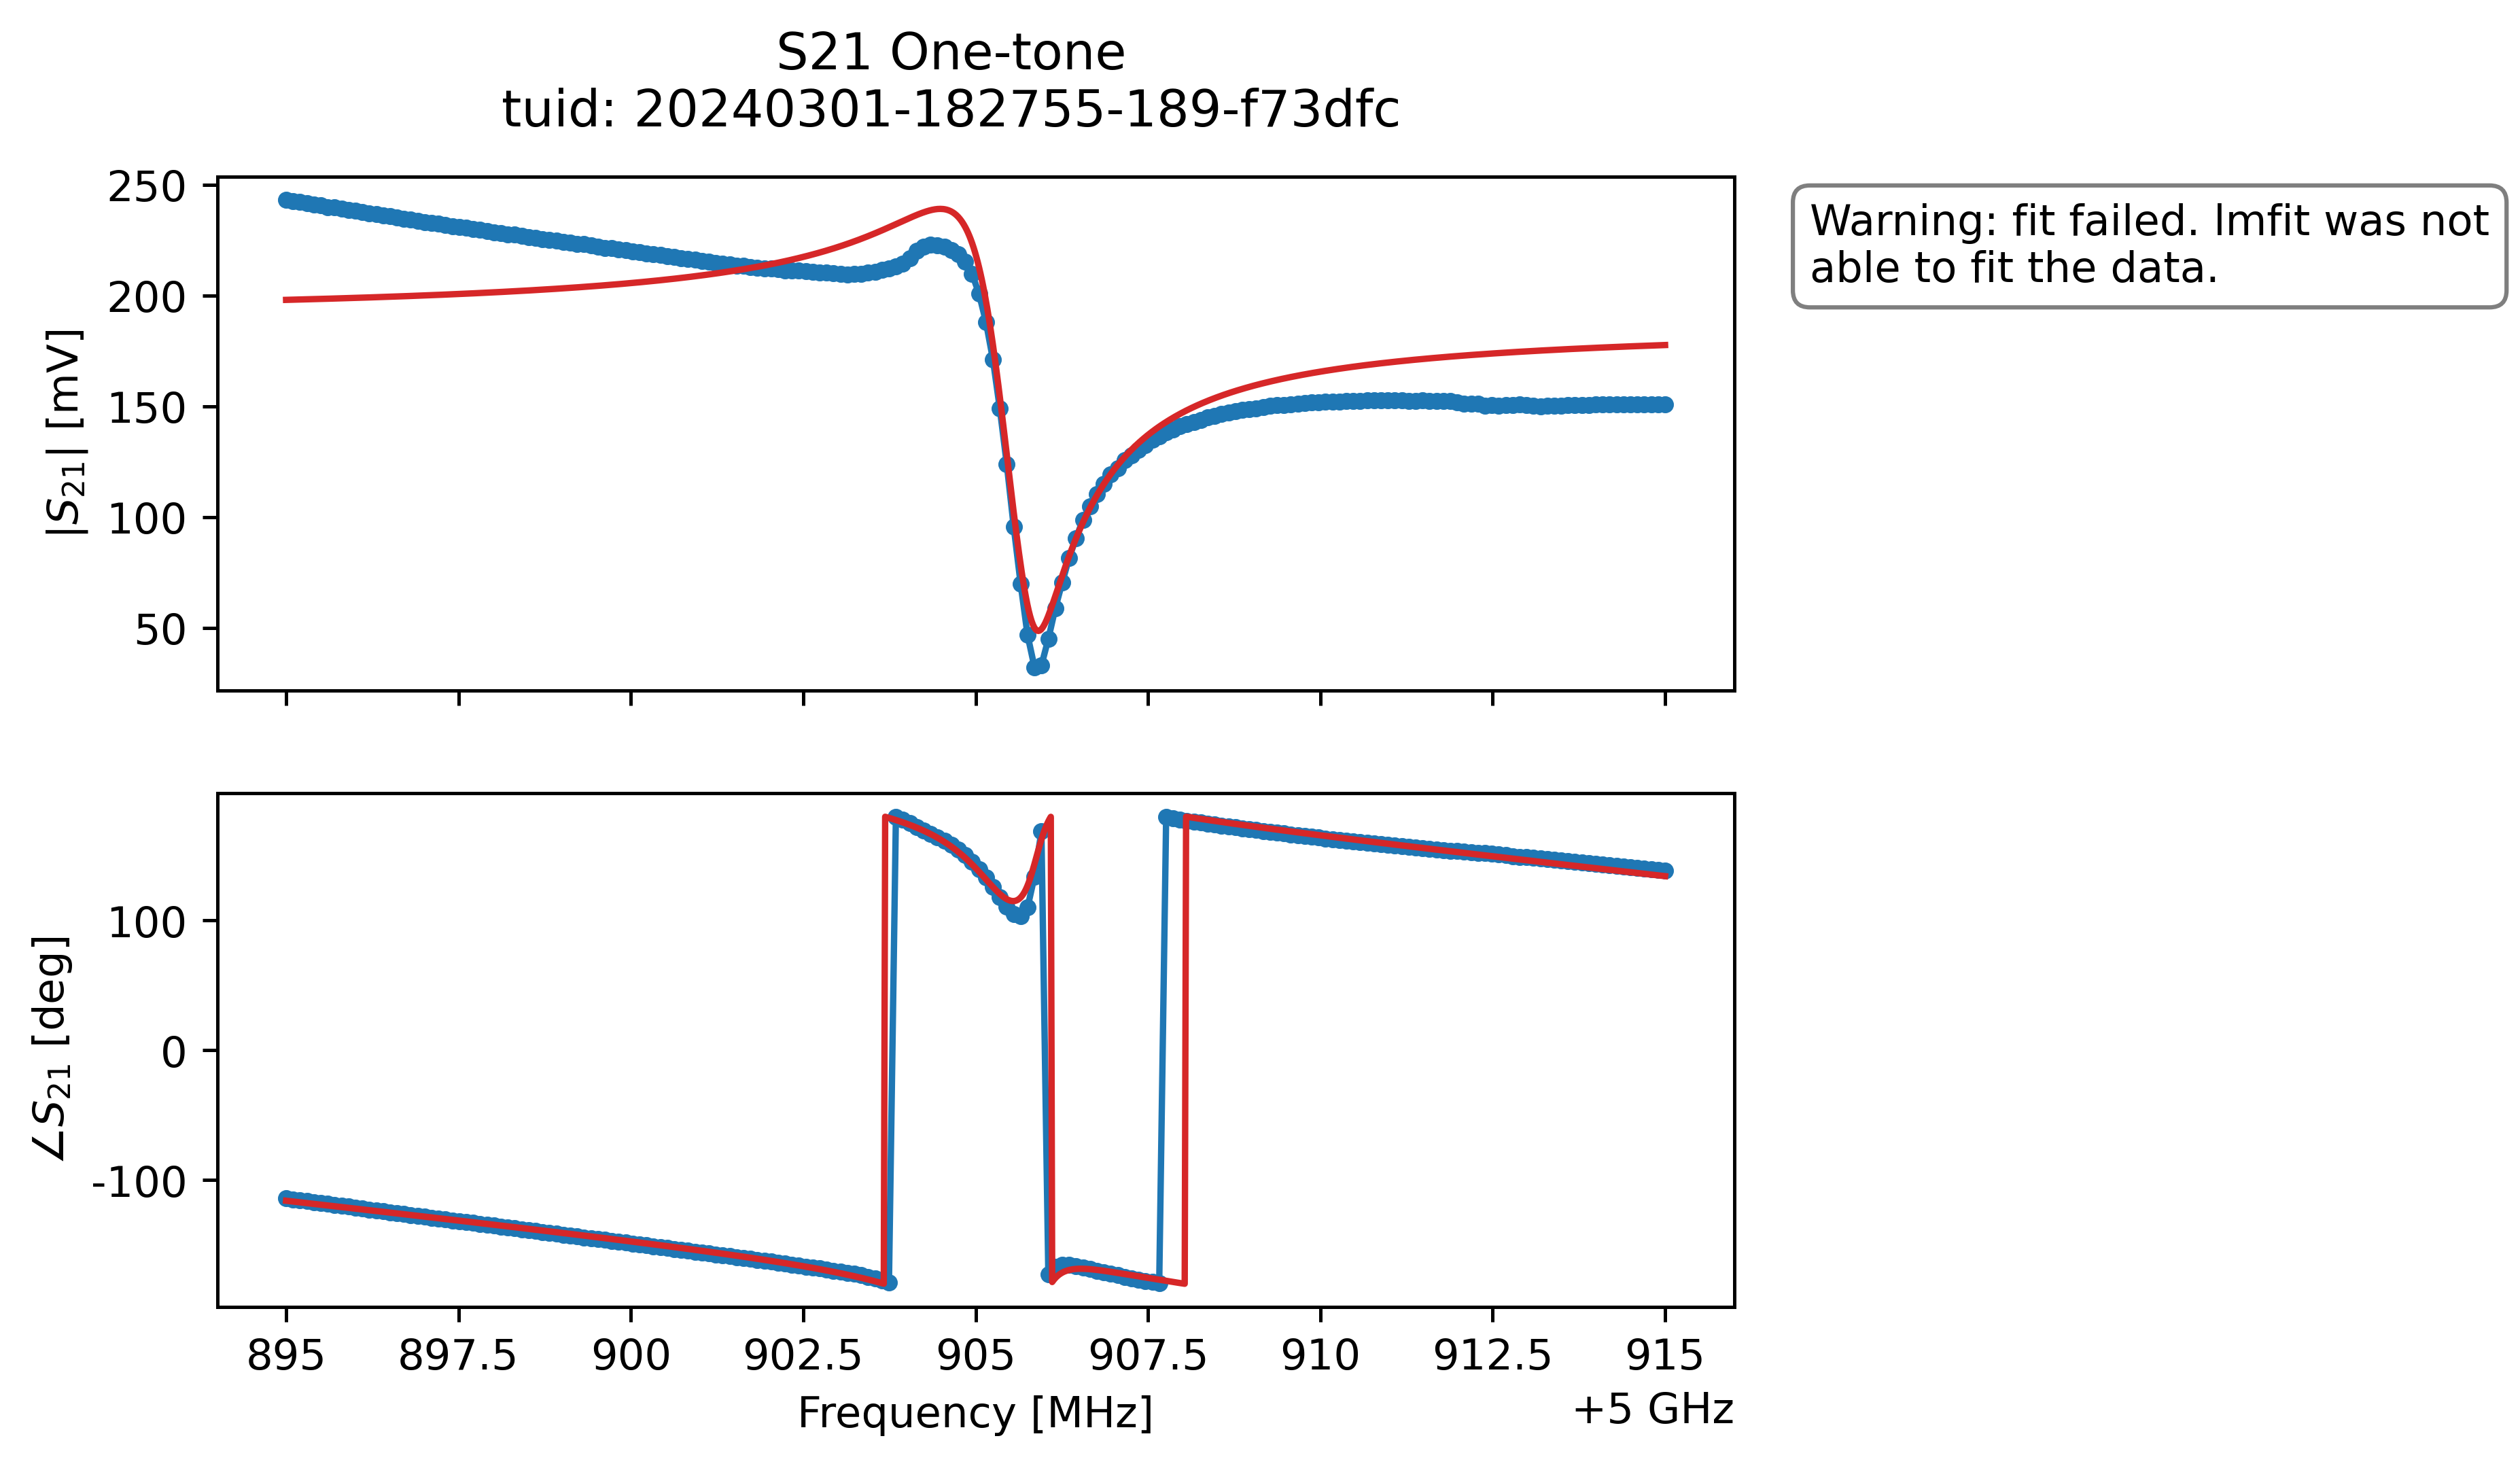 S21 One-tone
tuid: 20240301-182755-189-f73dfc
250
200
150
100
50
|S21| [mV]
Warning: fit failed. lmfit was not
able to fit the data.
100
0
-100
∠S21 [deg]
895 897.5 900 902.5 905 907.5 910 912.5 915
Frequency [MHz]
+5 GHz